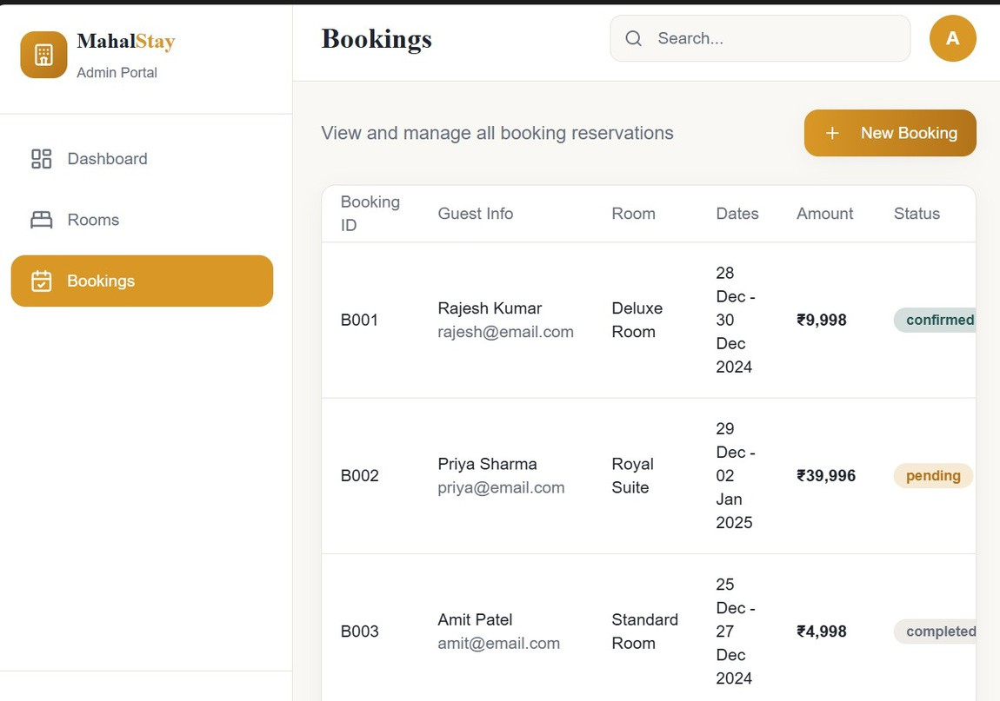 MahalStay
Admin Portal
Dashboard
Rooms
Bookings
Bookings
Search...
A
View and manage all booking reservations
New Booking
Booking
ID
Guest Info
Room
Dates
Amount
Status
B001
Rajesh Kumar
rajesh@email.com
Deluxe
Room
28
Dec -
30
Dec
2024
₹9,998
confirmed
B002
Priya Sharma
priya@email.com
Royal
Suite
29
Dec -
02
Jan
2025
₹39,996
pending
B003
Amit Patel
amit@email.com
Standard
Room
25
Dec -
27
Dec
2024
₹4,998
completed